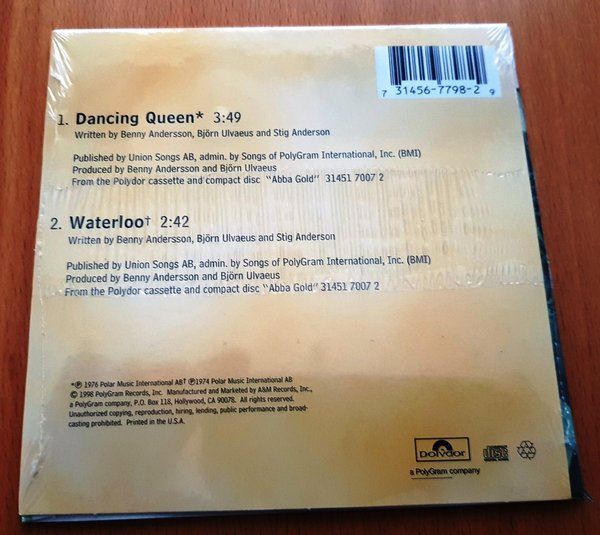 7 31456-7798-2 9
1. Dancing Queen* 3:49
Written by Benny Andersson, Björn Ulvaeus and Stig Anderson
Published by Union Songs AB, admin. by Songs of PolyGram International, Inc. (BMI)
Produced by Benny Andersson and Björn Ulvaeus
From the Polydor cassette and compact disc "Abba Gold" 31451 7007 2
2. Waterloo† 2:42
Written by Benny Andersson, Björn Ulvaeus and Stig Anderson
Published by Union Songs AB, admin. by Songs of PolyGram International, Inc. (BMI)
Produced by Benny Andersson and Björn Ulvaeus
From the Polydor cassette and compact disc "Abba Gold" 31451 7007 2
*℗ 1976 Polar Music International AB† ℗1974 Polar Music International AB
© 1998 PolyGram Records, Inc. Manufactured and Marketed by A&M Records, Inc.,
a PolyGram company, P.O. Box 118, Hollywood, CA 90078. All rights reserved.
Unauthorized copying, reproduction, hiring, lending, public performance and broad-
casting prohibited. Printed in the U.S.A.
Polydor
disc
a PolyGram company